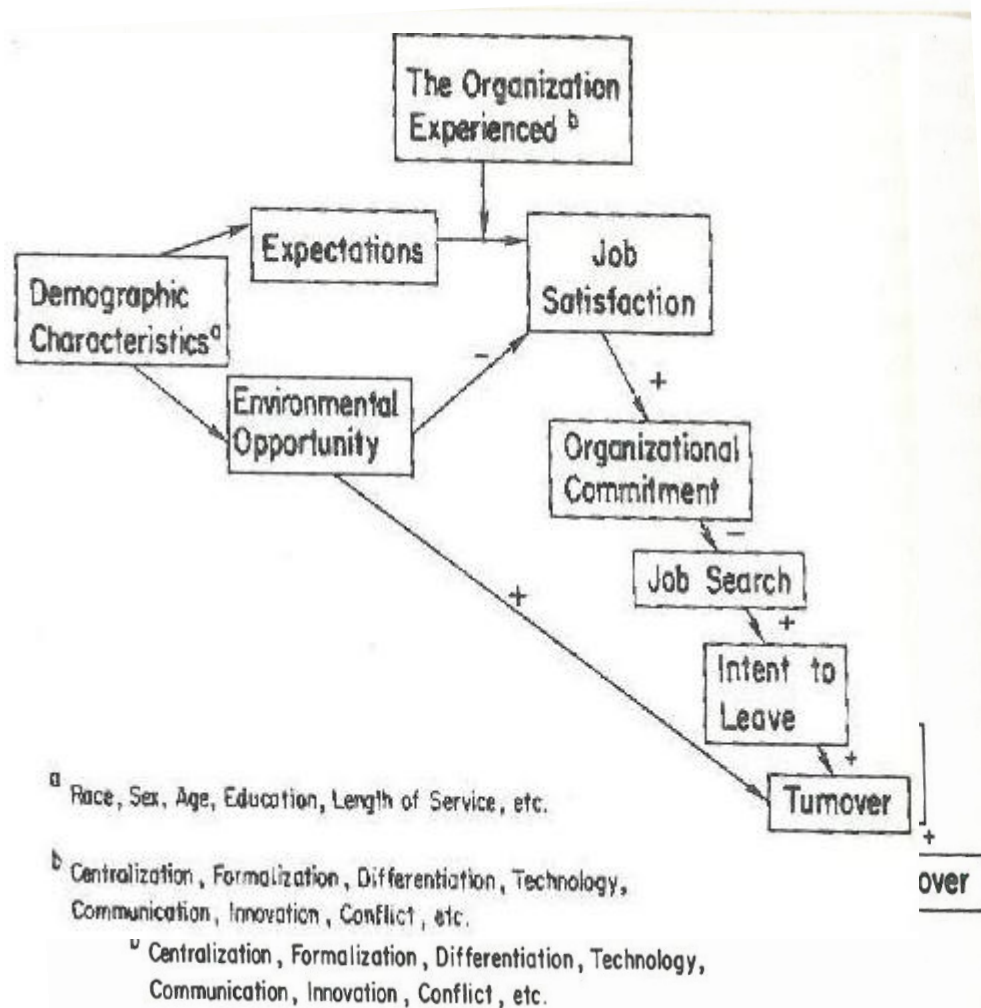 The Organization
Experienced b
Expectations
Job
Satisfaction
Demographic
Characteristics a
-
Environmental
Opportunity
+
Organizational
Commitment
-
Job Search
+
+
Intent to
Leave
+
Turnover
a Race, Sex, Age, Education, Length of Service, etc.
+
over
b Centralization, Formalization, Differentiation, Technology,
Communication, Innovation, Conflict, etc.
b Centralization, Formalization, Differentiation, Technology,
Communication, Innovation, Conflict, etc.